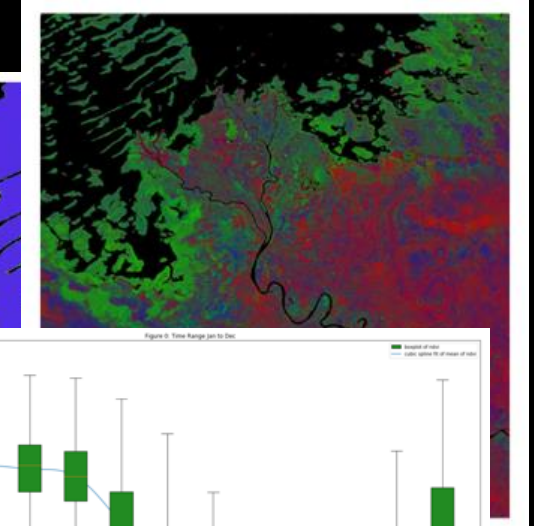 Figure 0: Time Range Jan to Dec
boxplot of ndvi
cubic spline fit of mean of ndvi